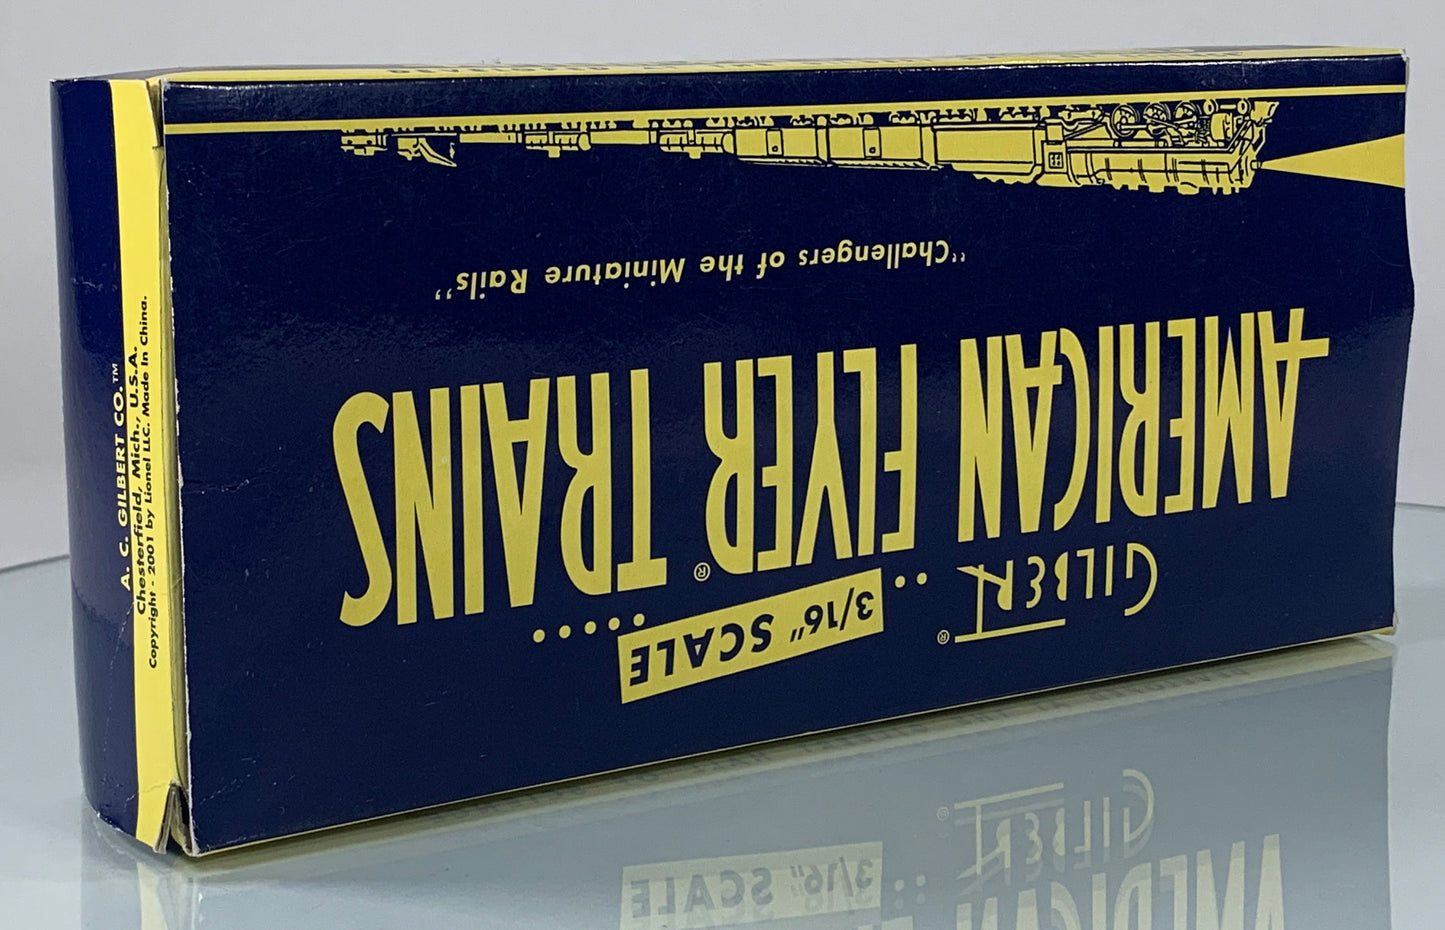 GILBERT®
3/16" SCALE
AMERICAN FLYER® TRAINS
"Challengers of the Miniature Rails"
A. C. GILBERT CO.™
Chesterfield, Mich., U.S.A.
Copyright - 2001 by Lionel LLC. Made In China.